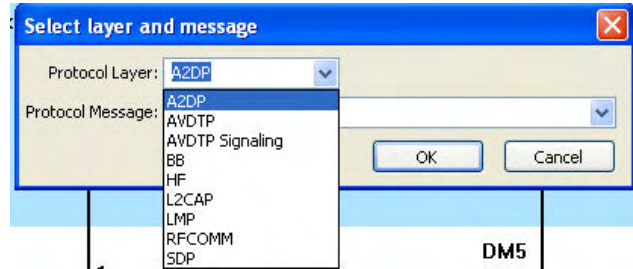 Select layer and message
Protocol Layer: A2DP
Protocol Message:
A2DP
AVDTP
AVDTP Signaling
BB
HF
L2CAP
LMP
RFCOMM
SDP
OK Cancel
DM5